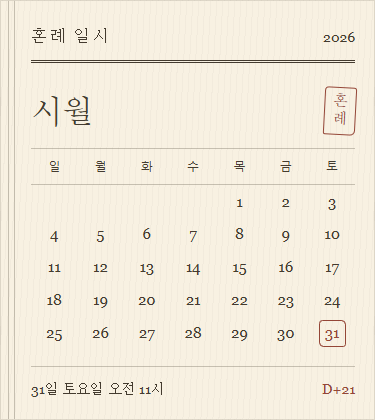 혼례 일시 2026
시월 혼례
일 월 화 수 목 금 토
1 2 3
4 5 6 7 8 9 10
11 12 13 14 15 16 17
18 19 20 21 22 23 24
25 26 27 28 29 30 31
31일 토요일 오전 11시 D+21